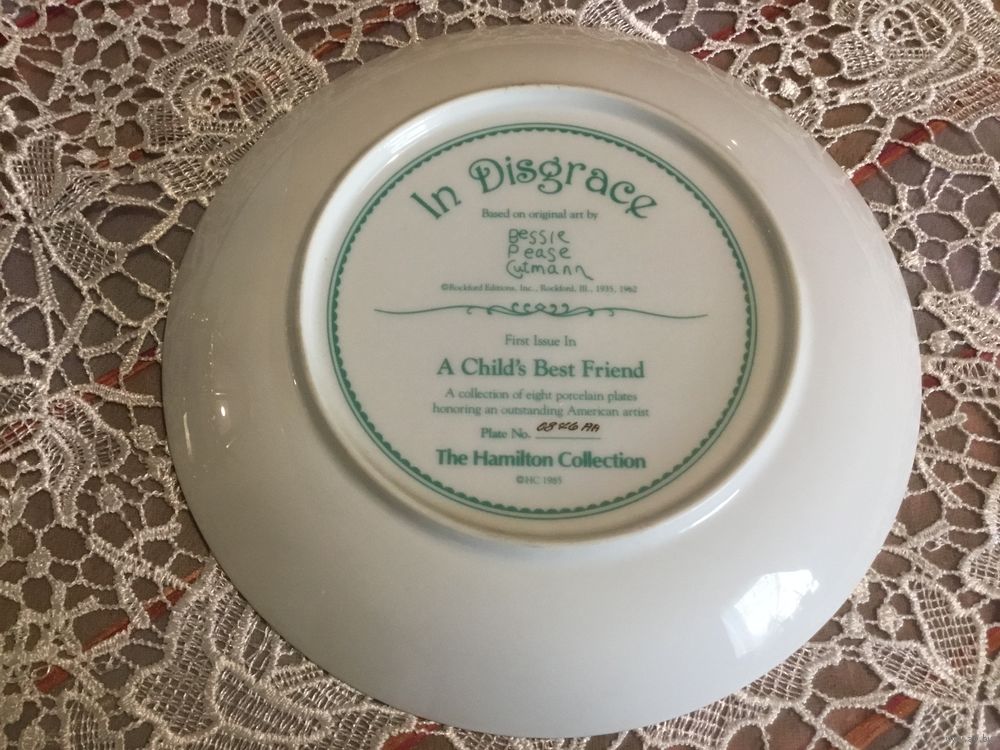 In Disgrace
Based on original art by
Bessie
Pease
Gutmann
©Rockford Editions, Inc., Rockford, Ill., 1935, 1962
First Issue In
A Child's Best Friend
A collection of eight porcelain plates
honoring an outstanding American artist
Plate No.
The Hamilton Collection
©HC 1985